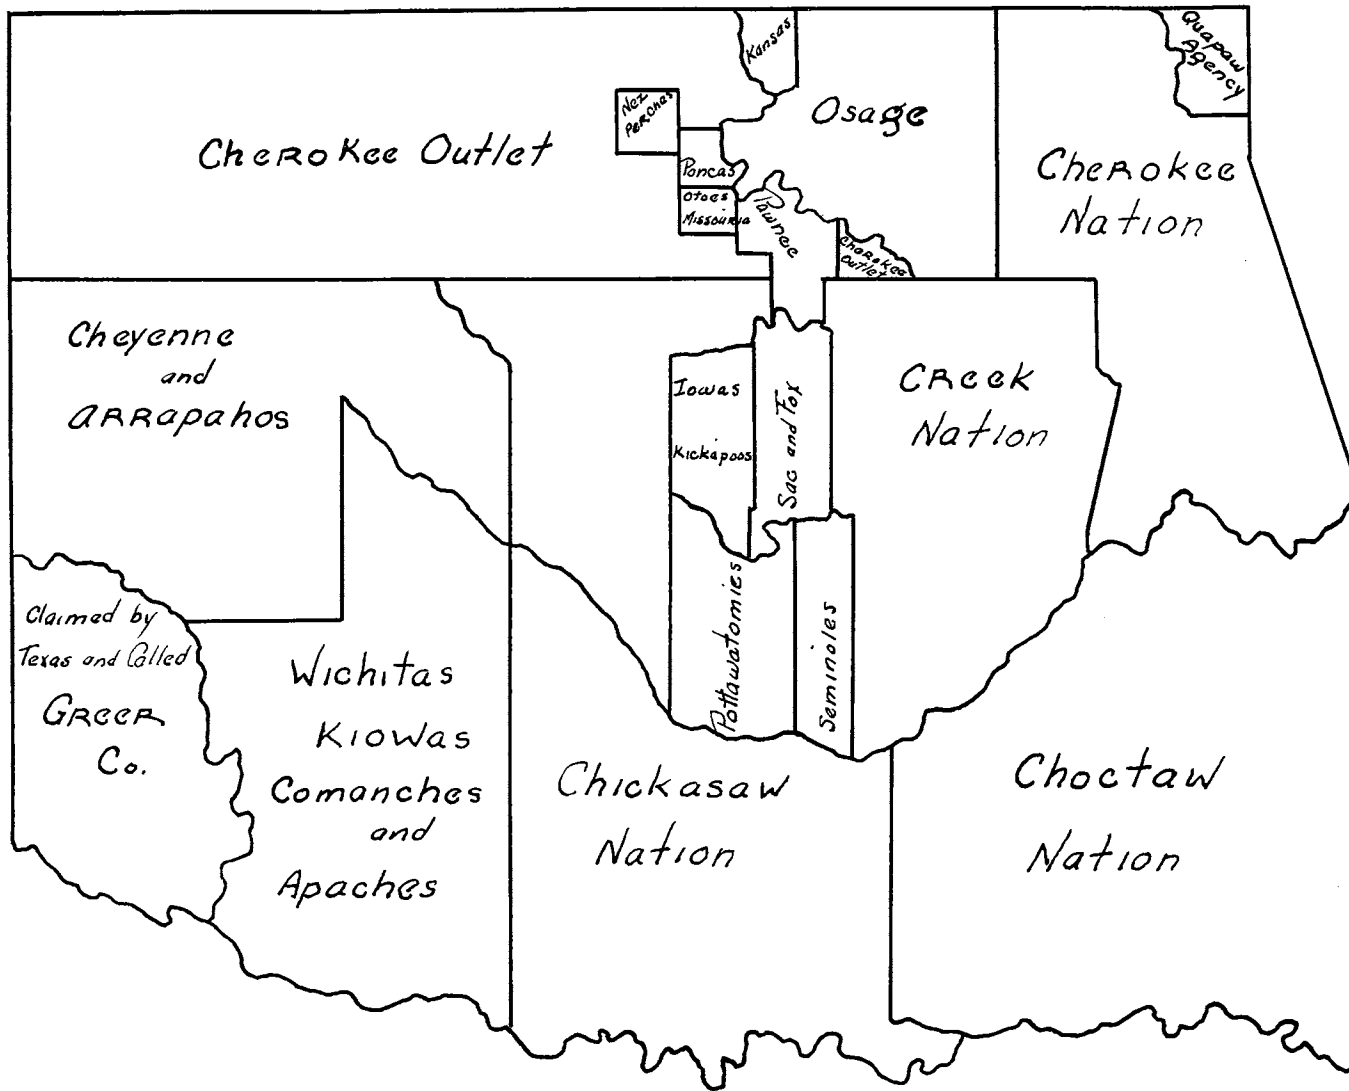 Kansas
Quapaw
Agency
Nez
Perches
Osage
Cherokee Outlet
Cherokee
Nation
Poncas
Otoes
Missouria
Pawnee
Cherokee
Outlet
Cheyenne
and
Arrapahos
Iowas
Kickapoos
Sac and Fox
Creek
Nation
Claimed by
Texas and Called
Greer
Co.
Wichitas
Kiowas
Comanches
and
Apaches
Pottawatomies
Seminoles
Chickasaw
Nation
Choctaw
Nation